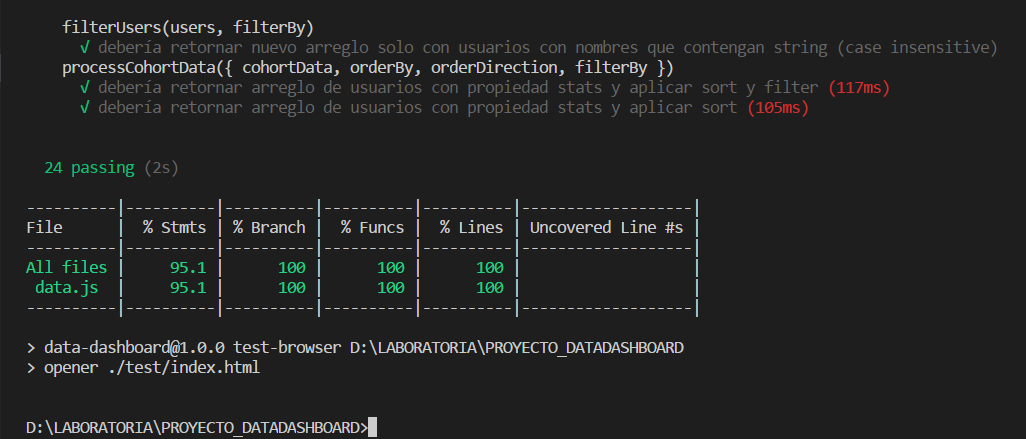 filterUsers(users, filterBy)
√ debería retornar nuevo arreglo solo con usuarios con nombres que contengan string (case insensitive)
processCohortData({ cohortData, orderBy, orderDirection, filterBy })
√ debería retornar arreglo de usuarios con propiedad stats y aplicar sort y filter (117ms)
√ debería retornar arreglo de usuarios con propiedad stats y aplicar sort (105ms)
24 passing (2s)
----------|----------|----------|----------|----------|-------------------|
File      |  % Stmts | % Branch |  % Funcs |  % Lines | Uncovered Line #s |
----------|----------|----------|----------|----------|-------------------|
All files |     95.1 |      100 |      100 |      100 |                   |
 data.js  |     95.1 |      100 |      100 |      100 |                   |
----------|----------|----------|----------|----------|-------------------|
> data-dashboard@1.0.0 test-browser D:\LABORATORIA\PROYECTO_DATADASHBOARD
> opener ./test/index.html
D:\LABORATORIA\PROYECTO_DATADASHBOARD>